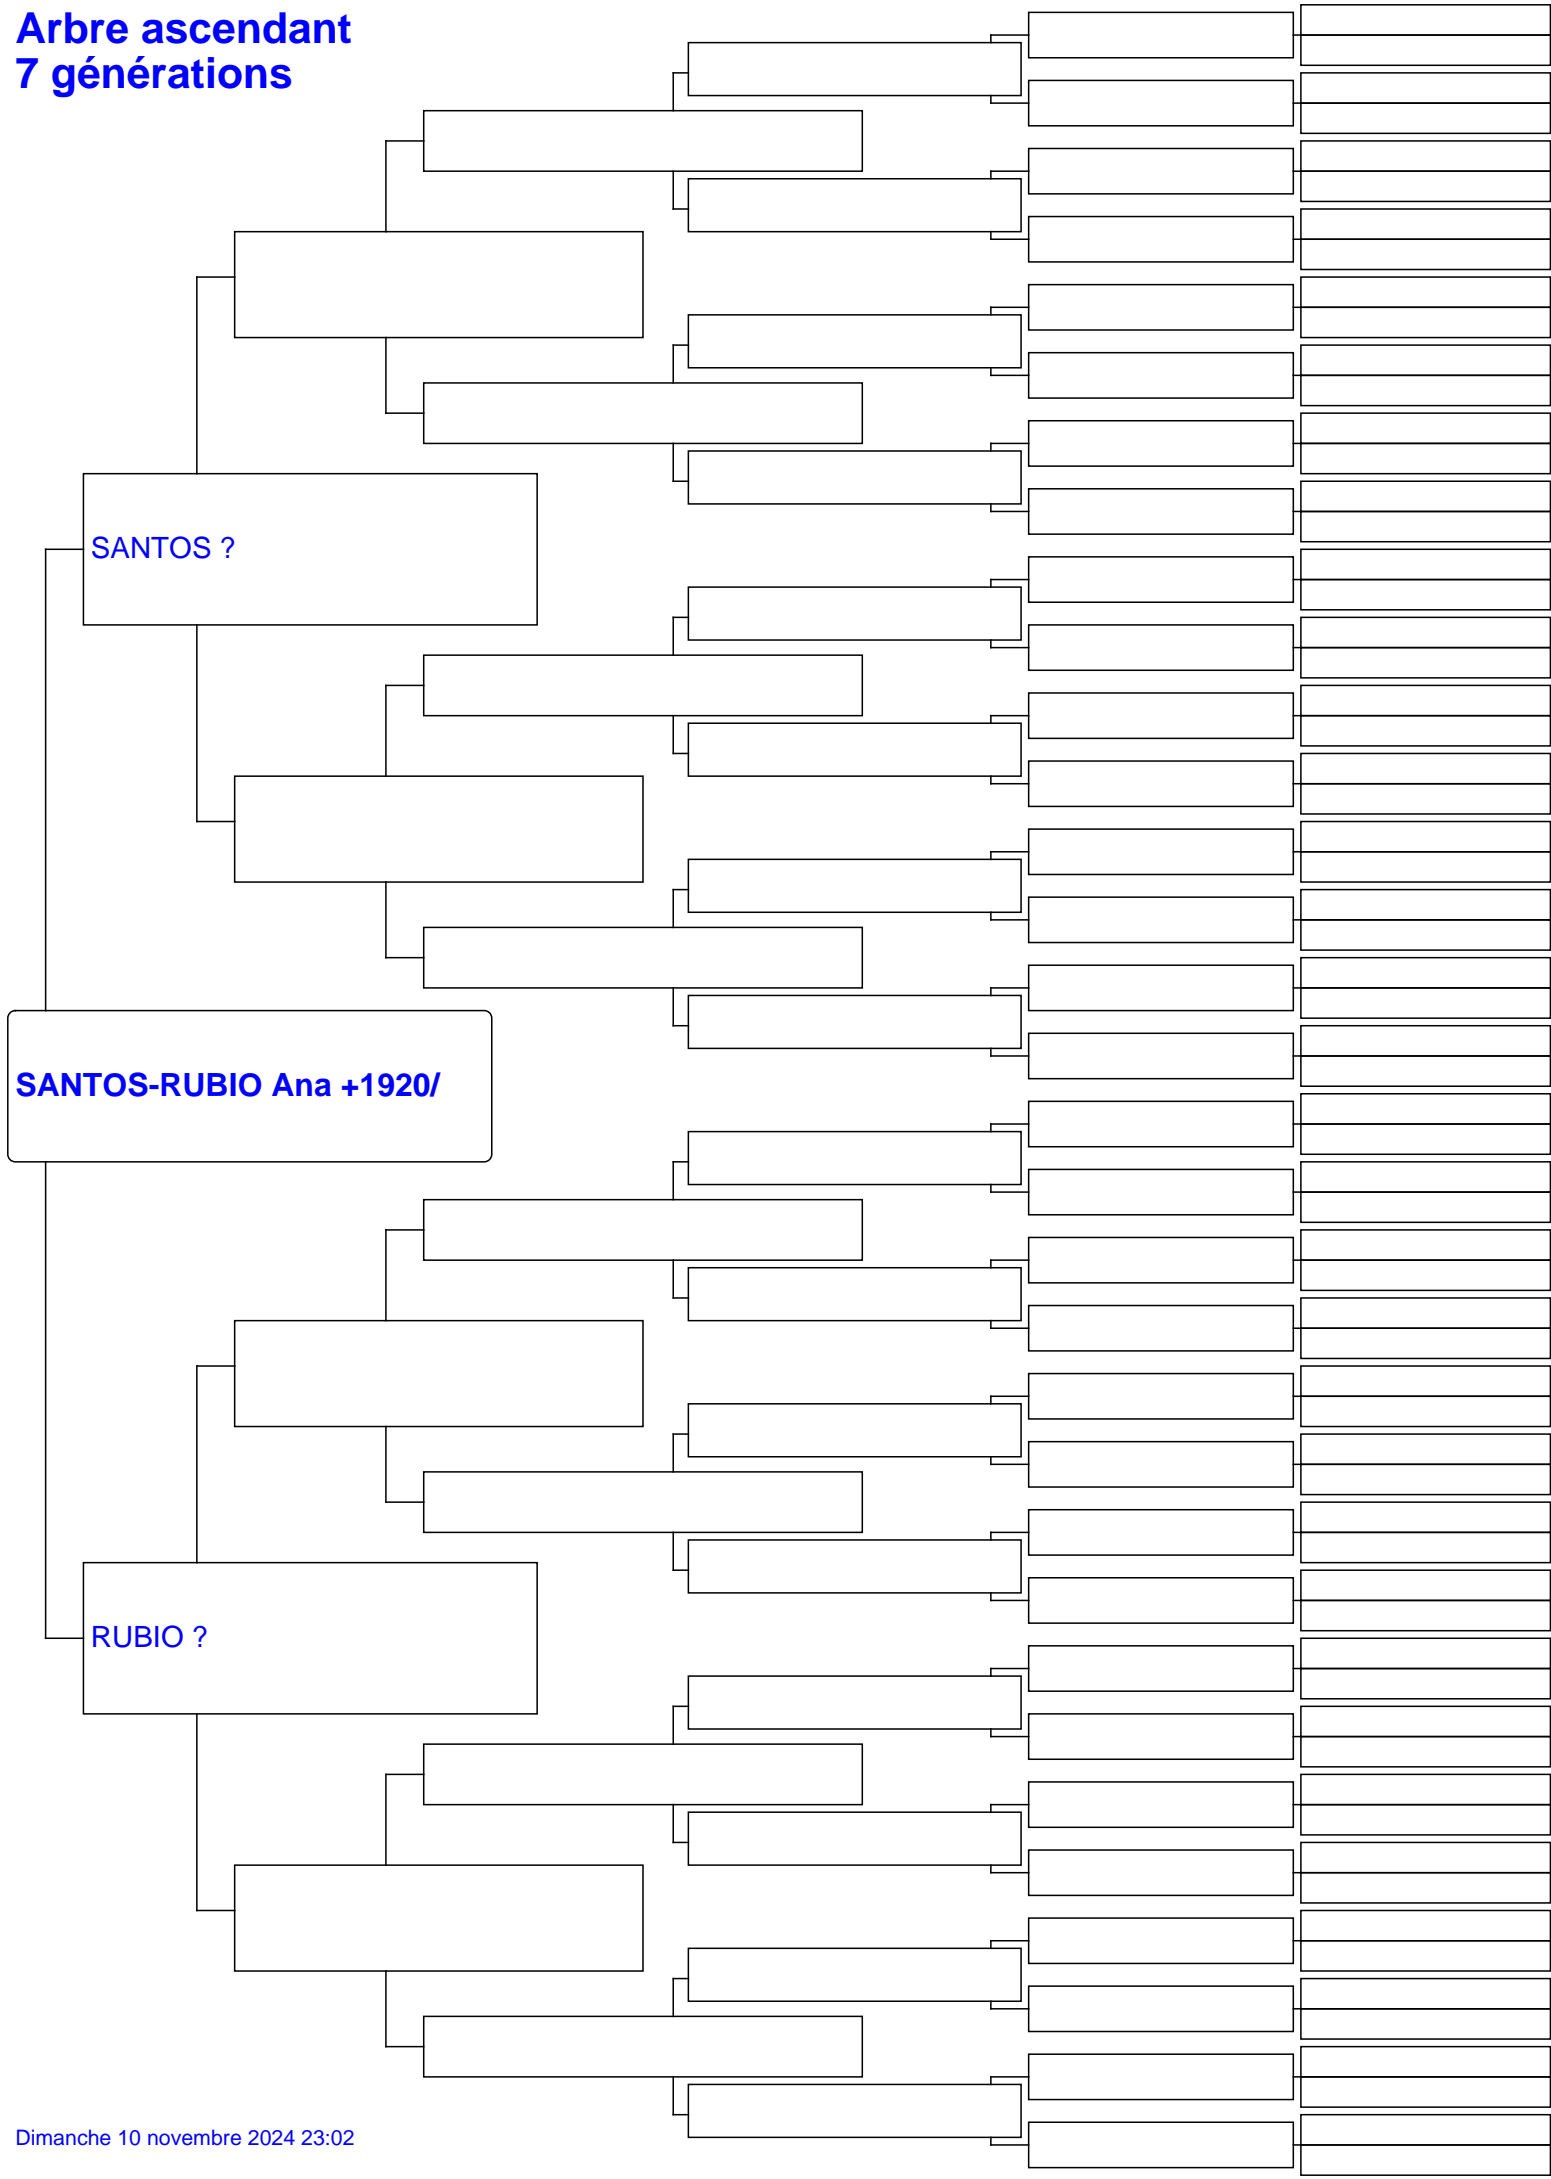 Arbre ascendant
7 générations
SANTOS ?
SANTOS-RUBIO Ana +1920/
RUBIO ?
Dimanche 10 novembre 2024 23:02